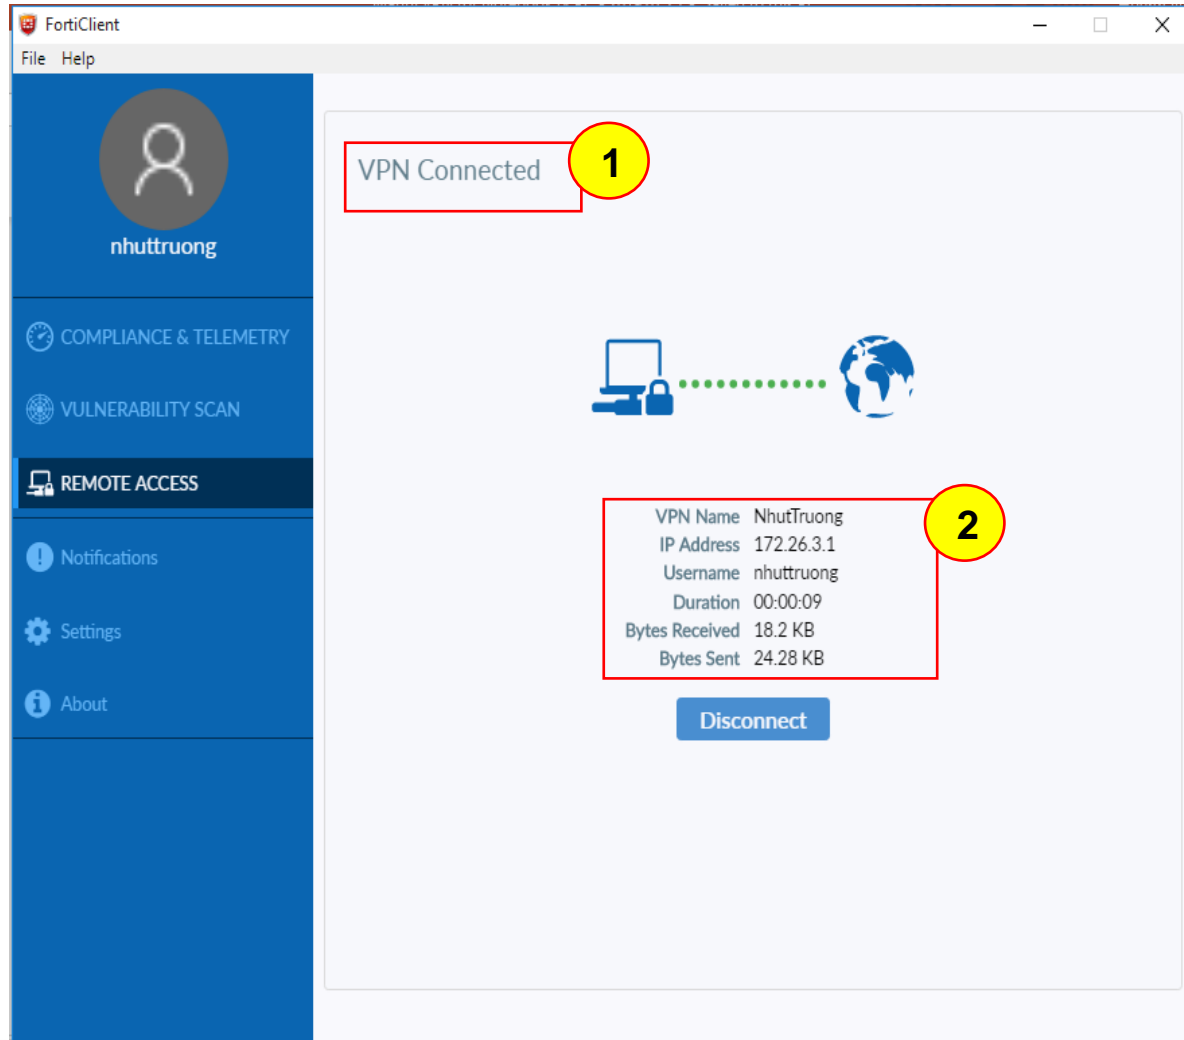 FortiClient
File Help
nhuttruong
COMPLIANCE & TELEMETRY
VULNERABILITY SCAN
REMOTE ACCESS
Notifications
Settings
About
VPN Connected
1
2
VPN Name NhutTruong
IP Address 172.26.3.1
Username nhuttruong
Duration 00:00:09
Bytes Received 18.2 KB
Bytes Sent 24.28 KB
Disconnect